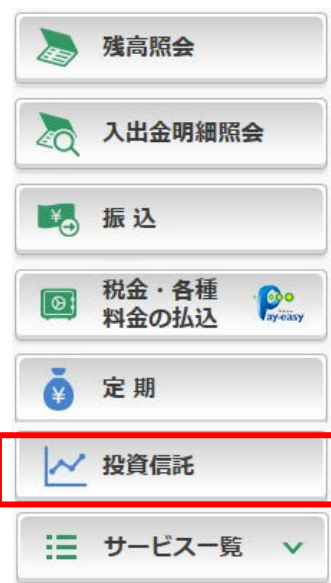 残高照会
入出金明細照会
振込
税金・各種
料金の払込
Pay-easy
定期
投資信託
サービス一覧